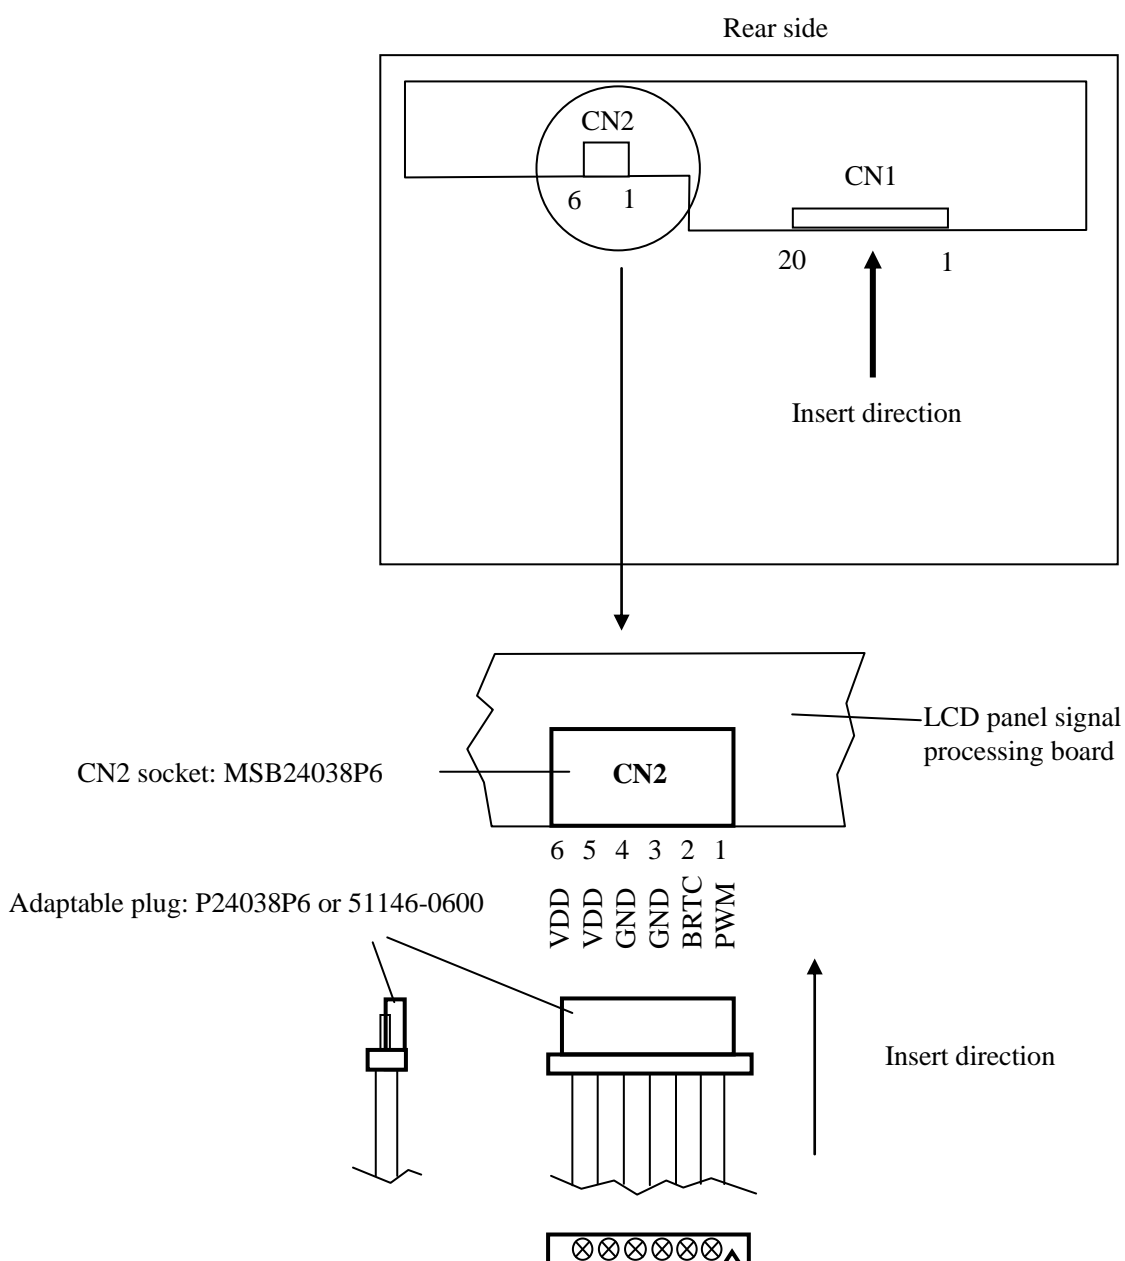 Rear side
CN2
CN1
6 1
20 1
Insert direction
LCD panel signal
processing board
CN2 socket: MSB24038P6
CN2
6 5 4 3 2 1
Adaptable plug: P24038P6 or 51146-0600
VDD VDD GND GND BRTC PWM
Insert direction